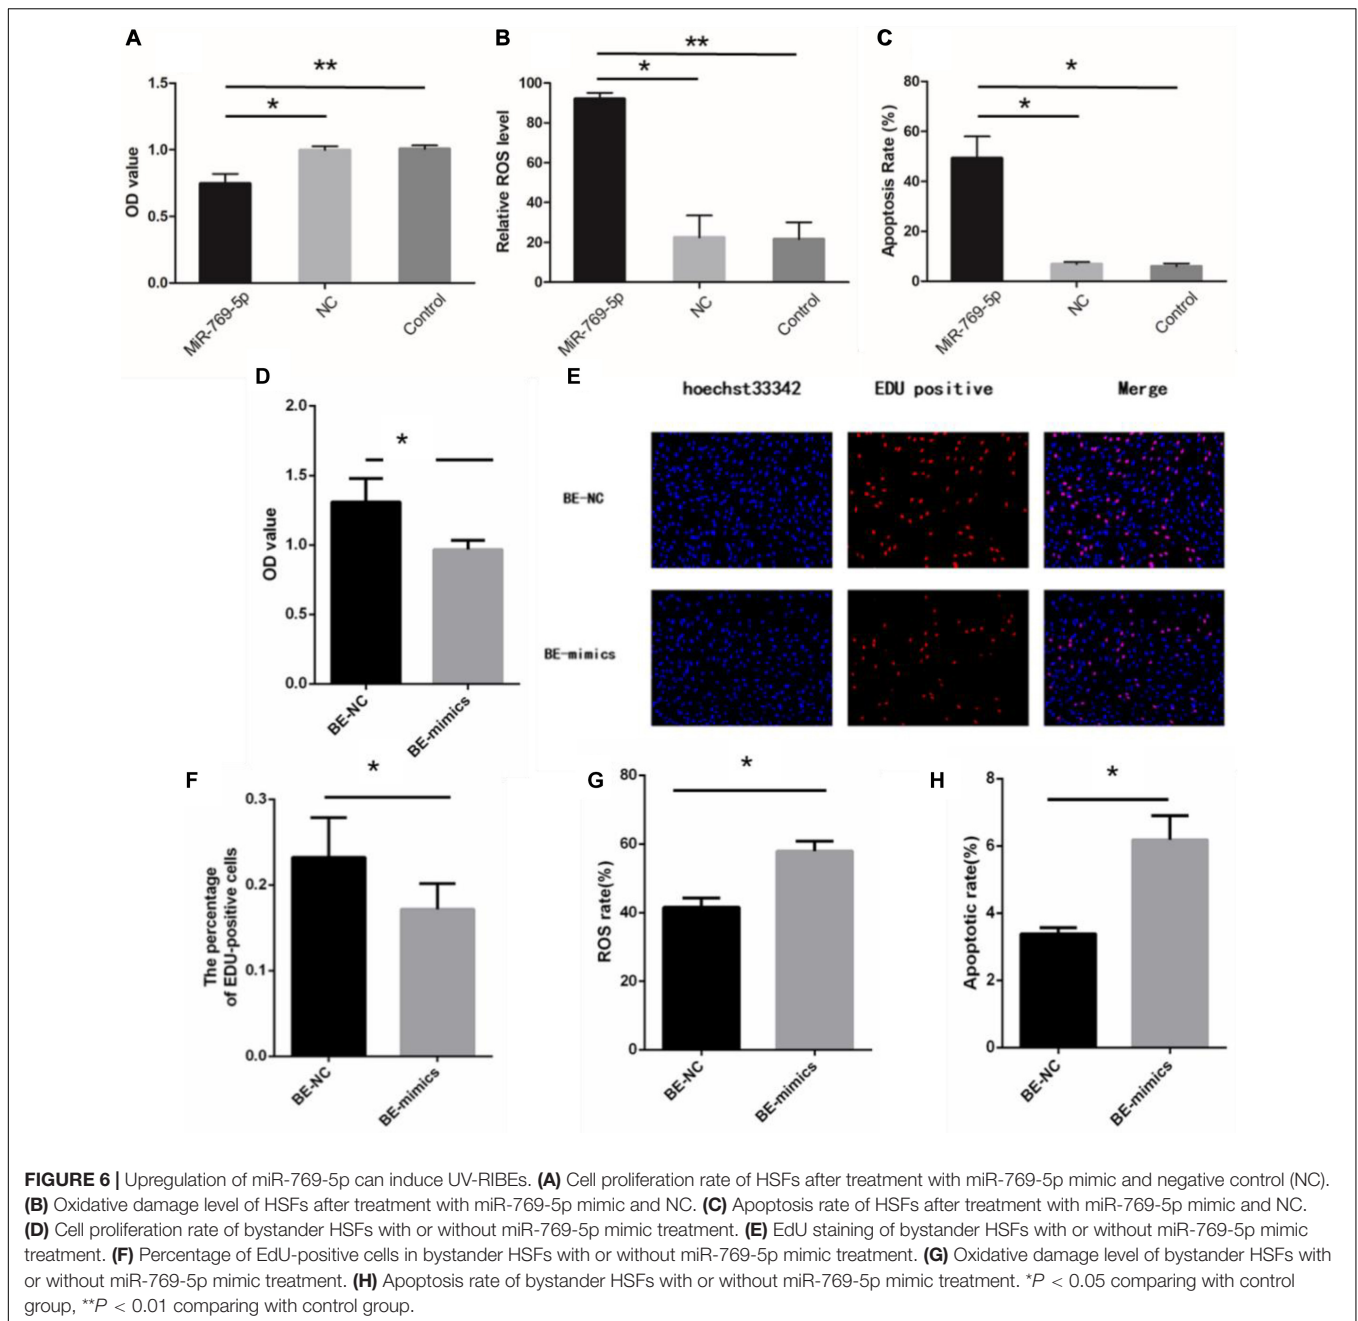 A
OD value
1.5
1.0
0.5
0.0
**
*
MiR-769-5p
NC
Control
B
Relative ROS level
100
80
60
40
20
0
**
*
MiR-769-5p
NC
Control
C
Apoptosis Rate (%)
80
60
40
20
0
*
*
MiR-769-5p
NC
Control
D
OD value
2.0
1.5
1.0
0.5
0.0
*
BE-NC
BE-mimics
E
hoechst33342
EDU positive
Merge
BE-NC
BE-mimics
F
The percentage
of EDU-positive cells
0.3
0.2
0.1
0.0
*
BE-NC
BE-mimics
G
ROS rate(%)
80
60
40
20
0
*
BE-NC
BE-mimics
H
Apoptotic rate(%)
8
6
4
2
0
*
BE-NC
BE-mimics
FIGURE 6 | Upregulation of miR-769-5p can induce UV-RIBEs. (A) Cell proliferation rate of HSFs after treatment with miR-769-5p mimic and negative control (NC).
(B) Oxidative damage level of HSFs after treatment with miR-769-5p mimic and NC. (C) Apoptosis rate of HSFs after treatment with miR-769-5p mimic and NC.
(D) Cell proliferation rate of bystander HSFs with or without miR-769-5p mimic treatment. (E) EdU staining of bystander HSFs with or without miR-769-5p mimic
treatment. (F) Percentage of EdU-positive cells in bystander HSFs with or without miR-769-5p mimic treatment. (G) Oxidative damage level of bystander HSFs with
or without miR-769-5p mimic treatment. (H) Apoptosis rate of bystander HSFs with or without miR-769-5p mimic treatment. *P < 0.05 comparing with control
group, **P < 0.01 comparing with control group.